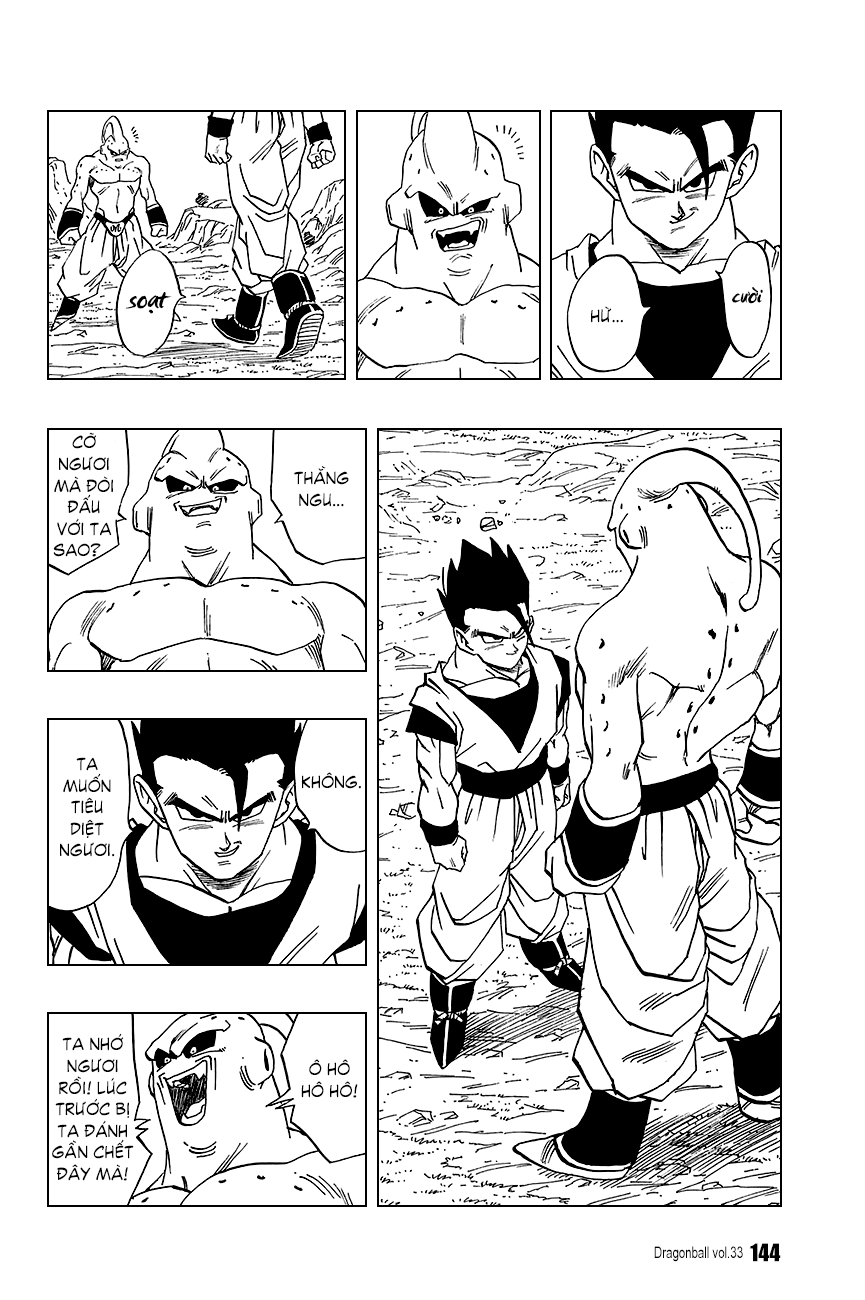 cười
HỪ...
soạt
THẰNG
NGU...
CỠ
NGƯƠI
MÀ ĐÒI
ĐẤU
VỚI TA
SAO?
KHÔNG.
TA
MUỐN
TIÊU
DIỆT
NGƯƠI.
Ô HÔ
HÔ HÔ!
TA NHỚ
NGƯƠI
RỒI! LÚC
TRƯỚC BỊ
TA ĐÁNH
GẦN CHẾT
ĐÂY MÀ!
Dragonball vol.33 144